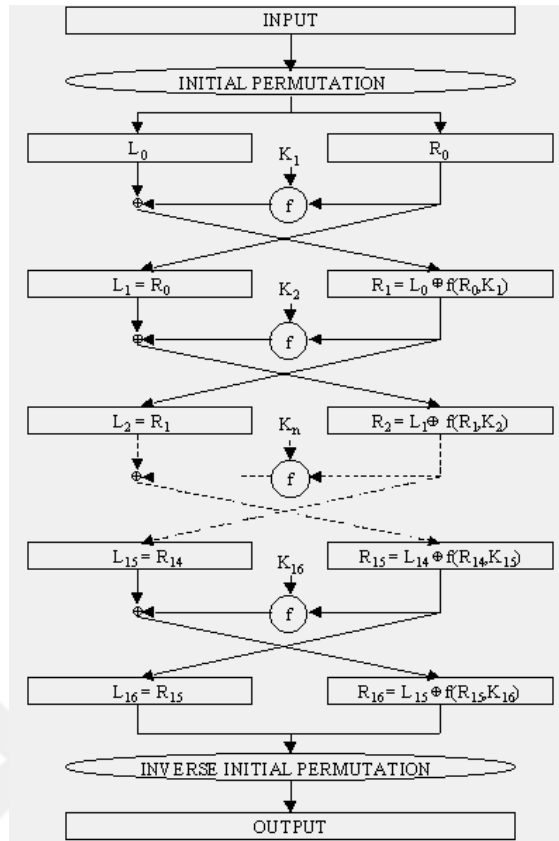 INPUT
INITIAL PERMUTATION
L₀ K₁ R₀
⊕ f
L₁ = R₀ K₂ R₁ = L₀ ⊕ f(R₀,K₁)
⊕ f
L₂ = R₁ Kₙ R₂ = L₁ ⊕ f(R₁,K₂)
⊕ f
L₁₅ = R₁₄ K₁₆ R₁₅ = L₁₄ ⊕ f(R₁₄,K₁₅)
⊕ f
L₁₆ = R₁₅ R₁₆ = L₁₅ ⊕ f(R₁₅,K₁₆)
INVERSE INITIAL PERMUTATION
OUTPUT